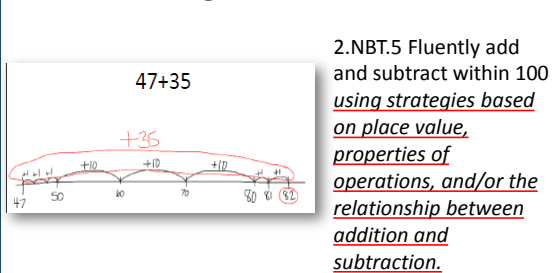 47+35
+35
+1 +1 +1 +10 +10 +10 +1 +1
47 50 60 70 80 81 82
2.NBT.5 Fluently add
and subtract within 100
using strategies based
on place value,
properties of
operations, and/or the
relationship between
addition and
subtraction.